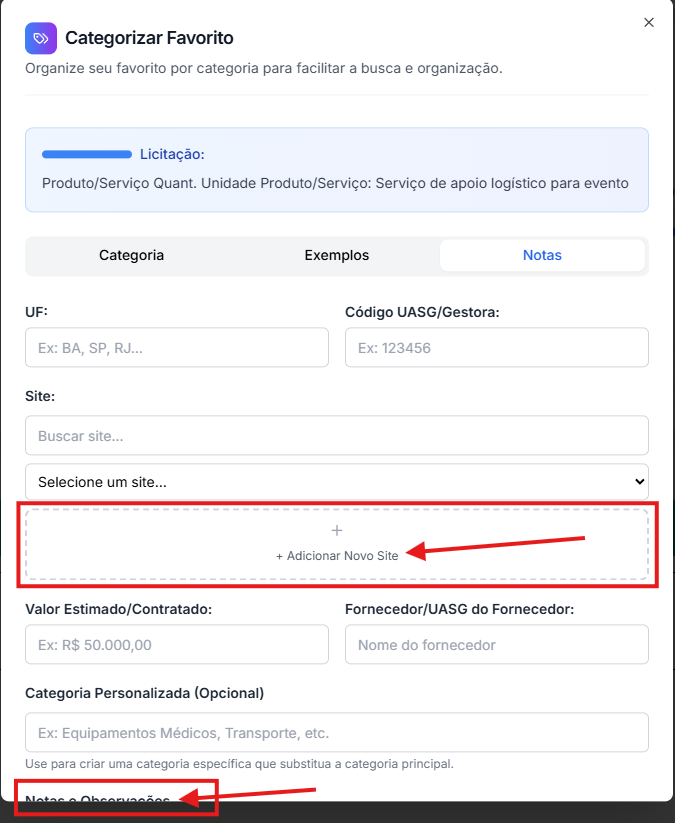 Categorizar Favorito
Organize seu favorito por categoria para facilitar a busca e organização.
Licitação:
Produto/Serviço Quant. Unidade Produto/Serviço: Serviço de apoio logístico para evento
Categoria Exemplos Notas
UF: Código UASG/Gestora:
Ex: BA, SP, RJ... Ex: 123456
Site:
Buscar site...
Selecione um site...
+
+ Adicionar Novo Site
Valor Estimado/Contratado: Fornecedor/UASG do Fornecedor:
Ex: R$ 50.000,00 Nome do fornecedor
Categoria Personalizada (Opcional)
Ex: Equipamentos Médicos, Transporte, etc.
Use para criar uma categoria específica que substitua a categoria principal.
Notas e Observações